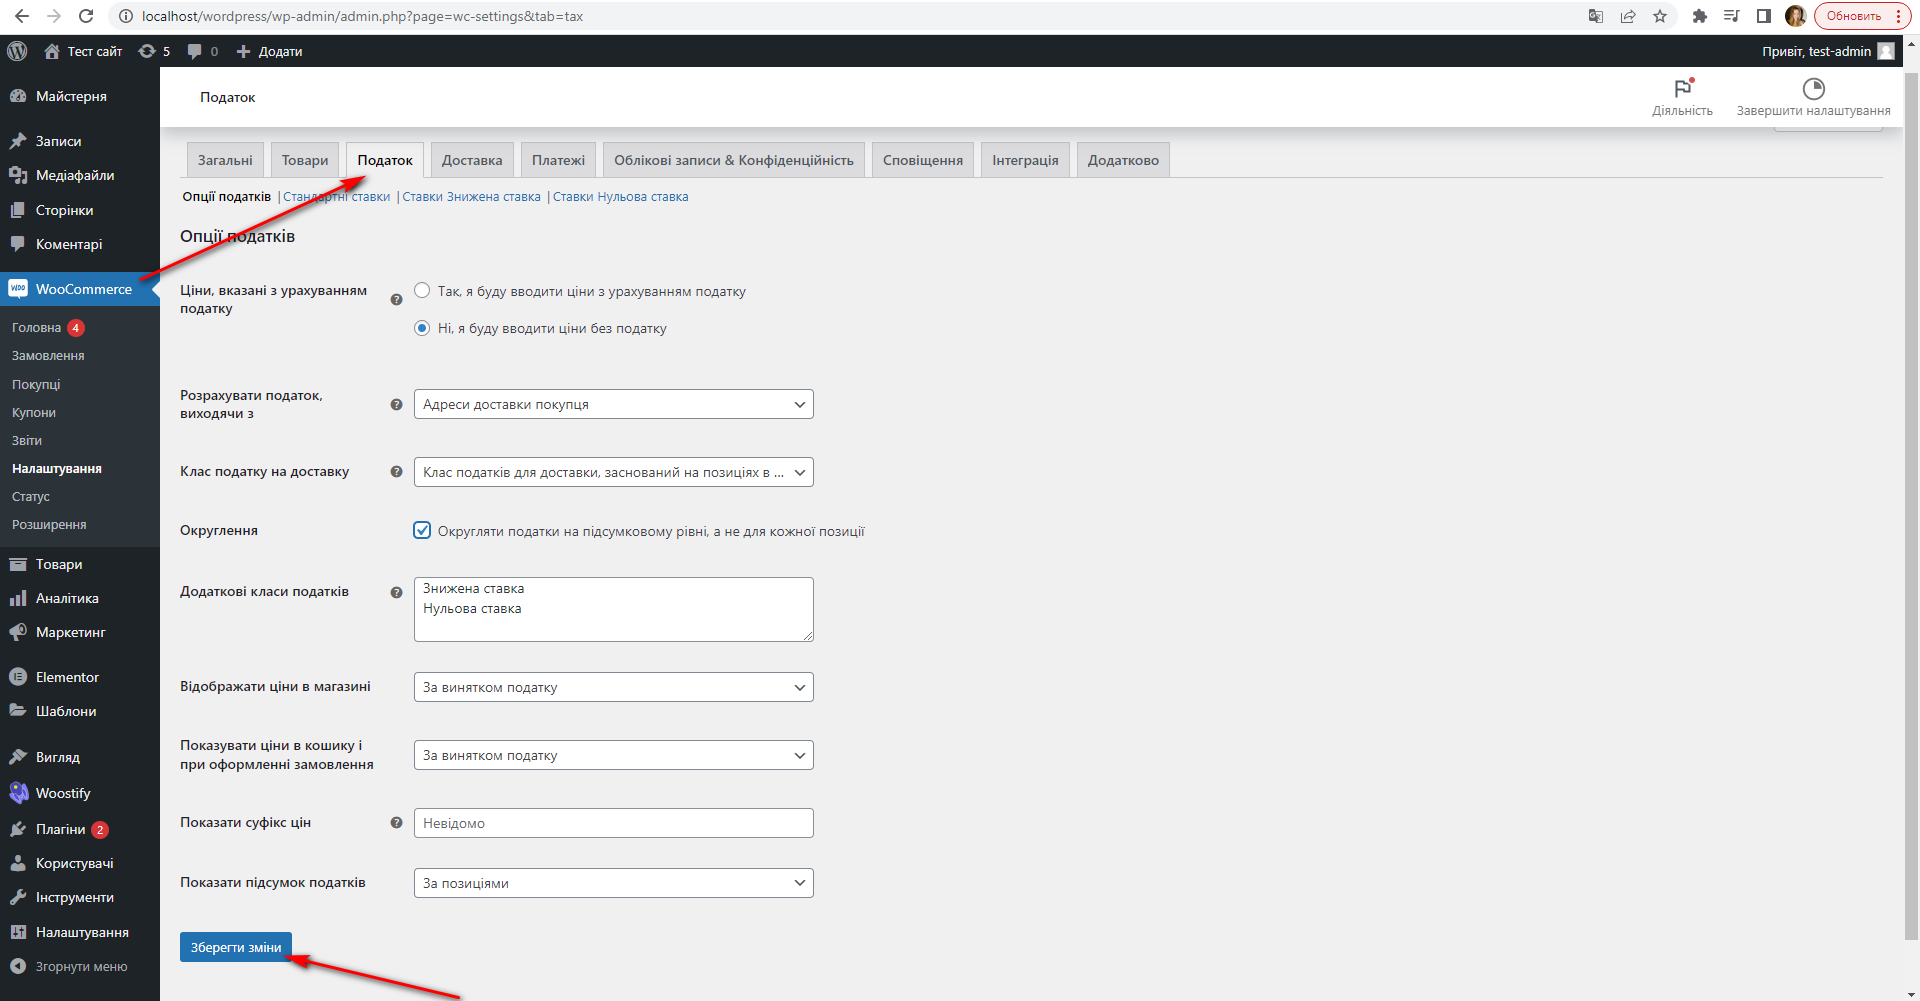 localhost/wordpress/wp-admin/admin.php?page=wc-settings&tab=tax
Обновить
Тест сайт 5 0 Додати
Привіт, test-admin
Майстерня
Записи
Медіафайли
Сторінки
Коментарі
WooCommerce
Головна 4
Замовлення
Покупці
Купони
Звіти
Налаштування
Статус
Розширення
Товари
Аналітика
Маркетинг
Elementor
Шаблони
Вигляд
Woostify
Плагіни 2
Користувачі
Інструменти
Налаштування
Згорнути меню
Податок
Діяльність
Завершити налаштування
Загальні Товари Податок Доставка Платежі Облікові записи & Конфіденційність Сповіщення Інтеграція Додатково
Опції податків | Стандартні ставки | Ставки Знижена ставка | Ставки Нульова ставка
Опції податків
Ціни, вказані з урахуванням
податку
Так, я буду вводити ціни з урахуванням податку
Ні, я буду вводити ціни без податку
Розрахувати податок,
виходячи з
Адреси доставки покупця
Клас податку на доставку
Клас податків для доставки, заснований на позиціях в ...
Округлення
Округляти податки на підсумковому рівні, а не для кожної позиції
Додаткові класи податків
Знижена ставка
Нульова ставка
Відображати ціни в магазині
За винятком податку
Показувати ціни в кошику і
при оформленні замовлення
За винятком податку
Показати суфікс цін
Невідомо
Показати підсумок податків
За позиціями
Зберегти зміни